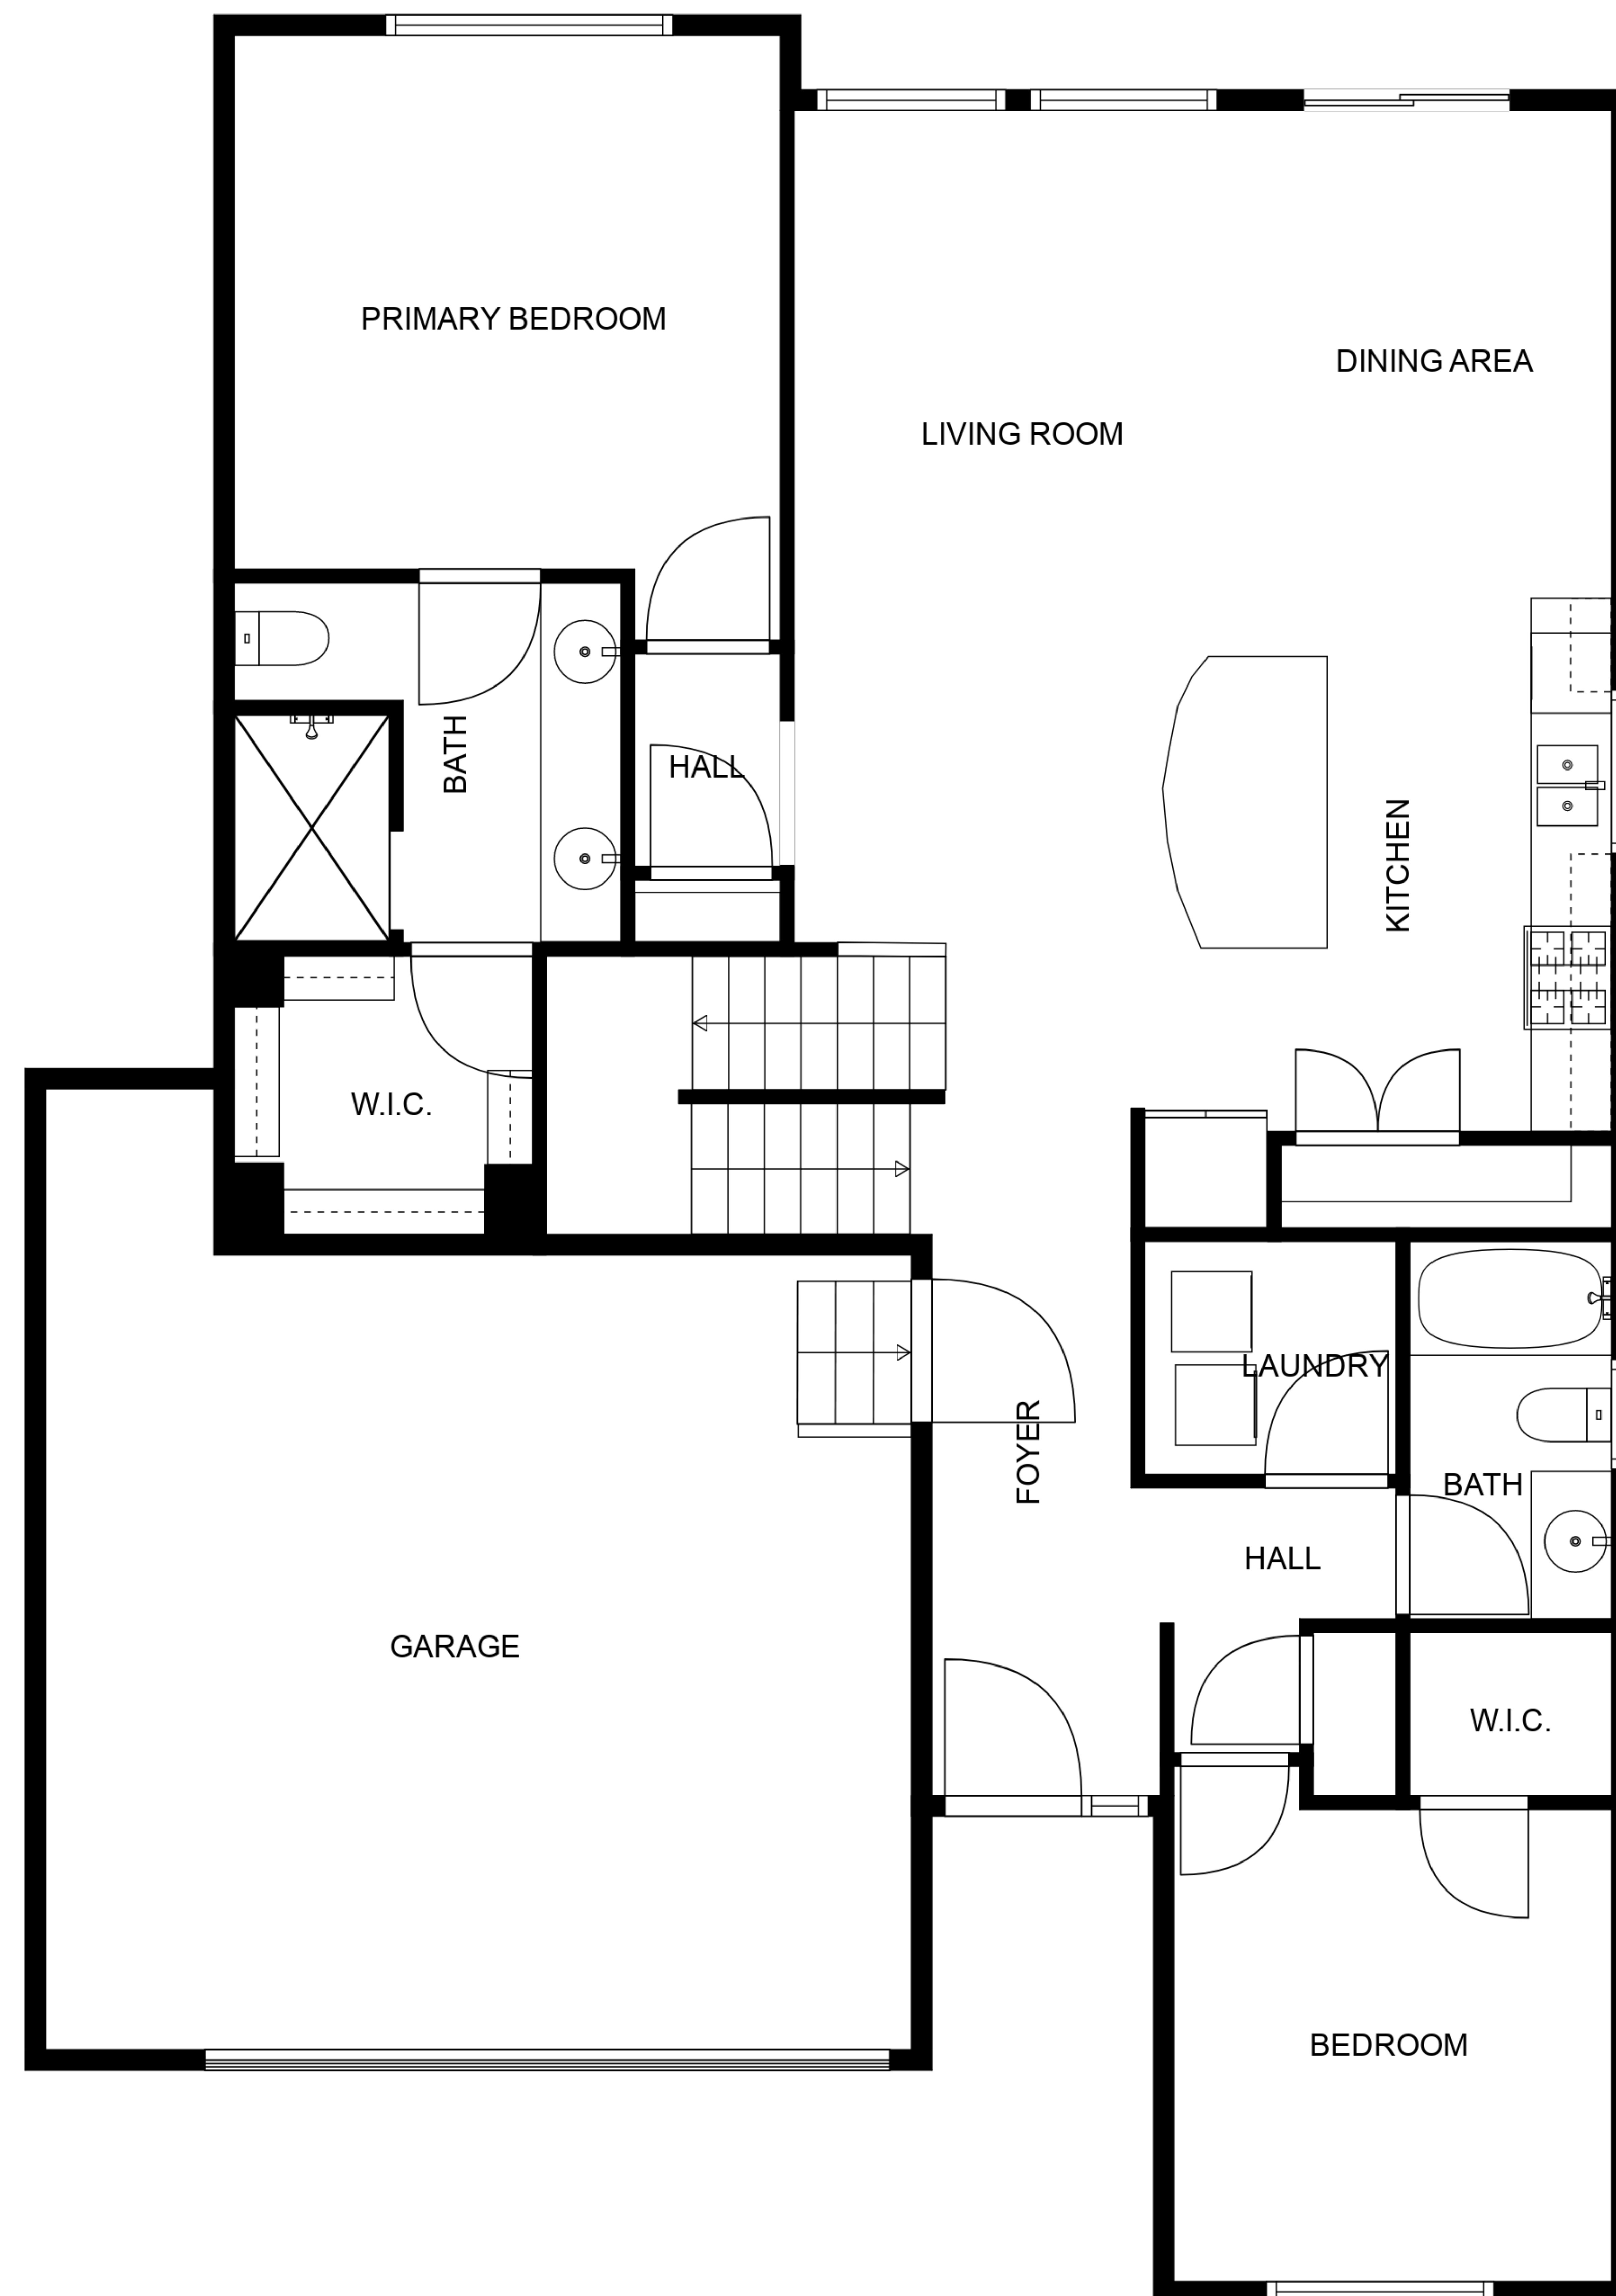 PRIMARY BEDROOM
DINING AREA
LIVING ROOM
BATH
HALL
KITCHEN
W.I.C.
LAUNDRY
FOYER
BATH
HALL
GARAGE
W.I.C.
BEDROOM